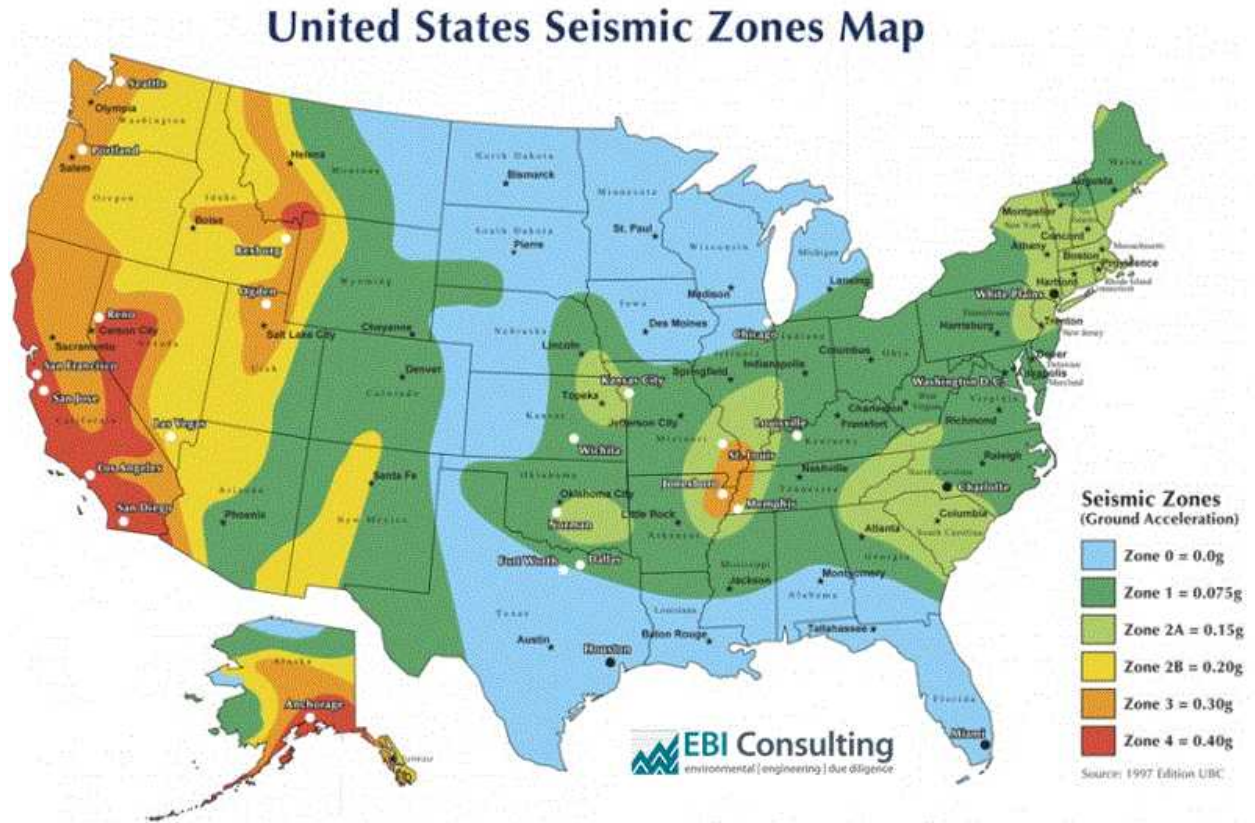 United States Seismic Zones Map
Seattle
Olympia
Washington
Portland
Salem
Oregon
Helena
Montana
Idaho
Boise
Rexburg
North Dakota
Bismarck
Minnesota
South Dakota
Pierre
St. Paul
Wisconsin
Michigan
Lansing
Madison
Maine
Augusta
Montpelier
New York
Concord
Albany
Massachusetts
Boston
Providence
Rhode Island
Connecticut
Hartford
White Plains
Pennsylvania
Harrisburg
Trenton
New Jersey
Dover
Delaware
Annapolis
Maryland
Washington D.C.
Wyoming
Ogden
Salt Lake City
Cheyenne
Reno
Carson City
Nevada
Sacramento
San Francisco
San Jose
California
Utah
Denver
Colorado
Nebraska
Lincoln
Iowa
Des Moines
Chicago
Illinois
Indiana
Springfield
Indianapolis
Columbus
Ohio
Kansas City
Topeka
Kansas
Jefferson City
Missouri
Wichita
St. Louis
Louisville
Kentucky
Charleston
Frankfort
West Virginia
Virginia
Richmond
Las Vegas
Los Angeles
San Diego
Arizona
Phoenix
Santa Fe
New Mexico
Oklahoma
Oklahoma City
Norman
Jonesboro
Memphis
Nashville
Tennessee
Little Rock
Arkansas
North Carolina
Raleigh
Charlotte
Columbia
South Carolina
Atlanta
Georgia
Fort Worth
Dallas
Texas
Austin
Houston
Louisiana
Baton Rouge
Mississippi
Jackson
Alabama
Montgomery
Tallahassee
Florida
Miami
Alaska
Anchorage
Juneau
Seismic Zones
(Ground Acceleration)
Zone 0 = 0.0g
Zone 1 = 0.075g
Zone 2A = 0.15g
Zone 2B = 0.20g
Zone 3 = 0.30g
Zone 4 = 0.40g
Source: 1997 Edition UBC
EBI Consulting
environmental | engineering | due diligence